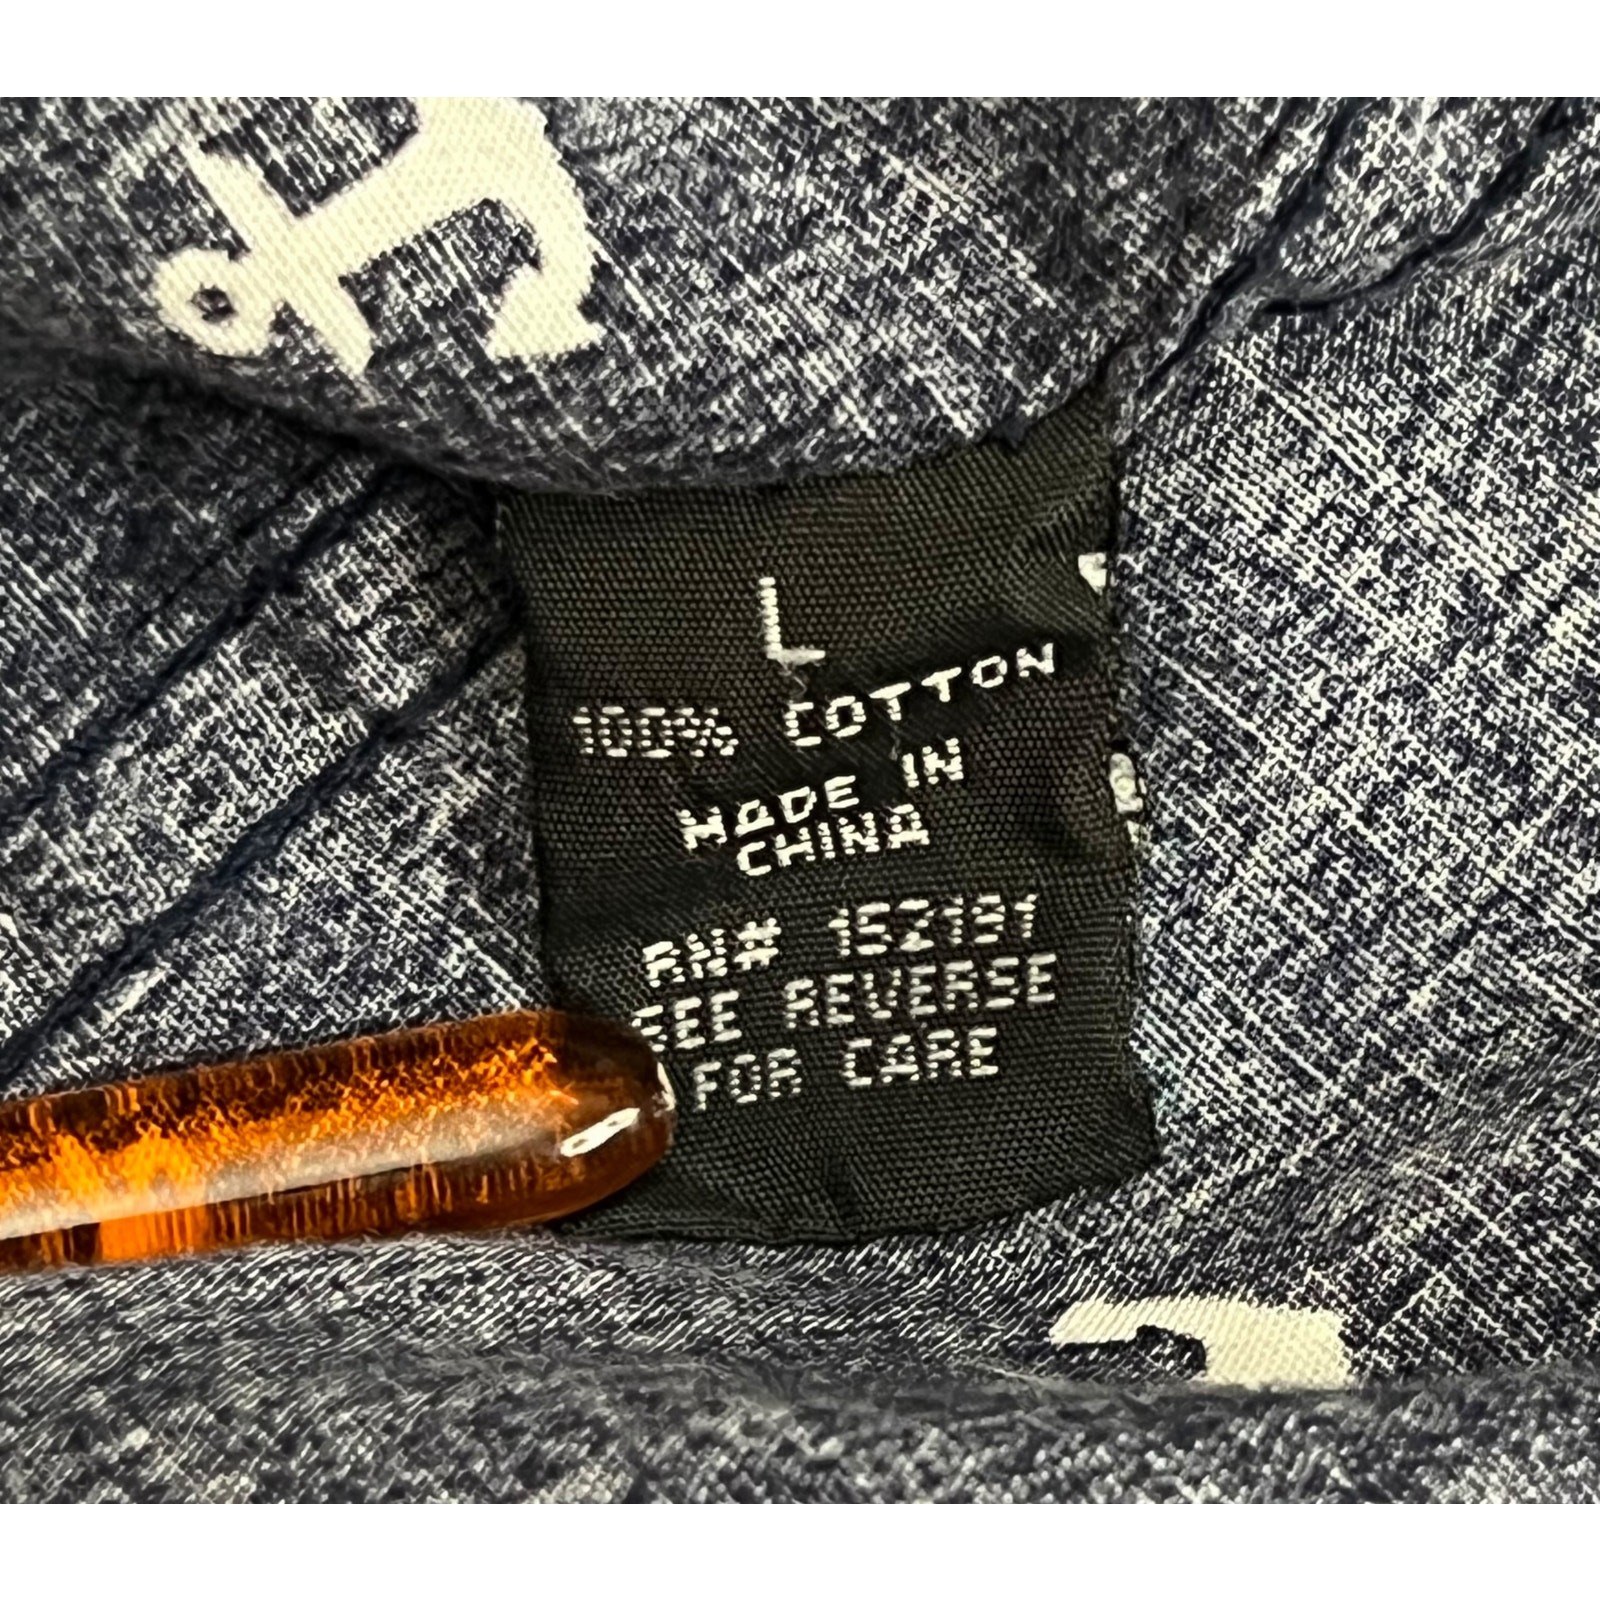 L
100% COTTON
MADE IN
CHINA
RN# 152191
SEE REVERSE
FOR CARE